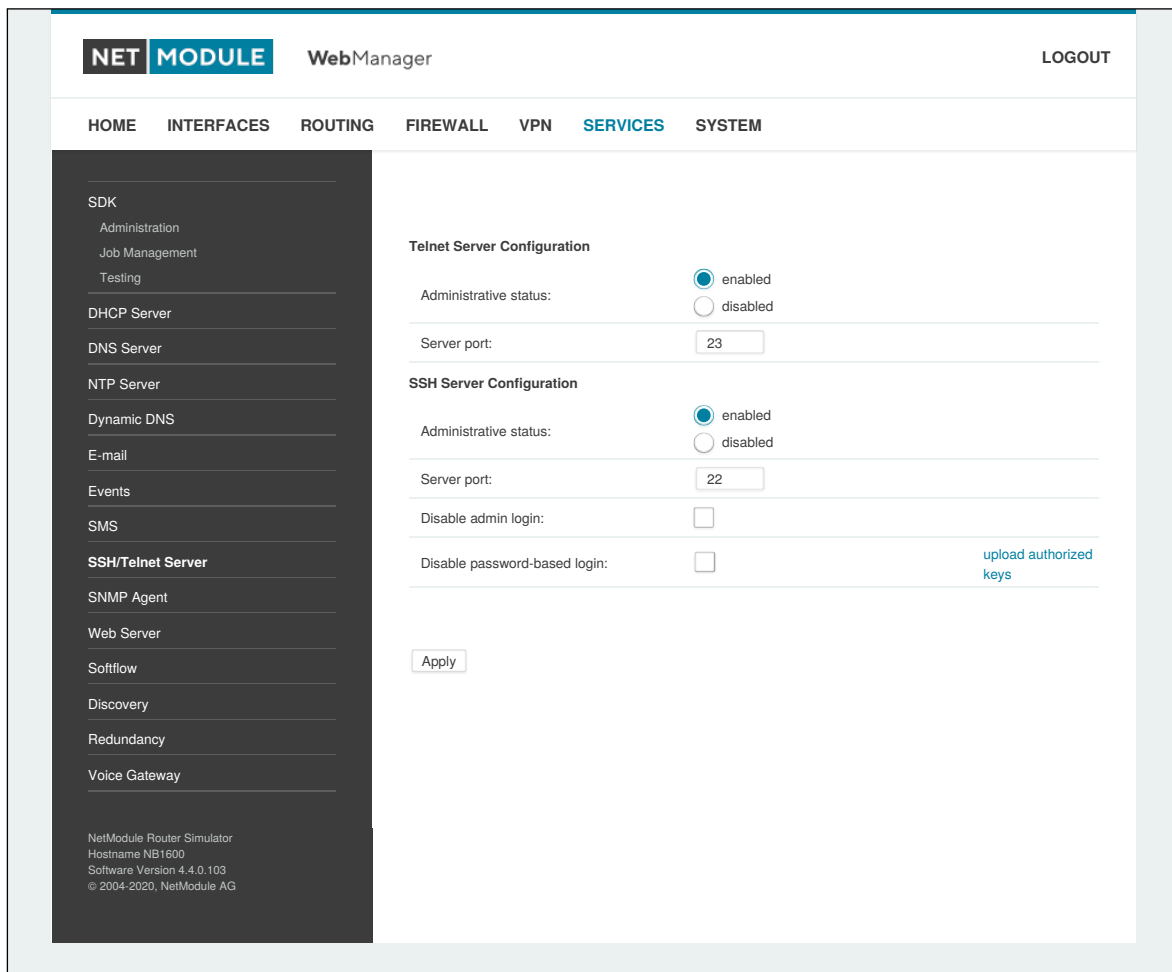 NET MODULE WebManager LOGOUT
HOME INTERFACES ROUTING FIREWALL VPN SERVICES SYSTEM
SDK
Administration
Job Management
Testing
DHCP Server
DNS Server
NTP Server
Dynamic DNS
E-mail
Events
SMS
SSH/Telnet Server
SNMP Agent
Web Server
Softflow
Discovery
Redundancy
Voice Gateway
NetModule Router Simulator
Hostname NB1600
Software Version 4.4.0.103
© 2004-2020, NetModule AG
Telnet Server Configuration
Administrative status:
enabled
disabled
Server port: 23
SSH Server Configuration
Administrative status:
enabled
disabled
Server port: 22
Disable admin login:
Disable password-based login:
upload authorized
keys
Apply